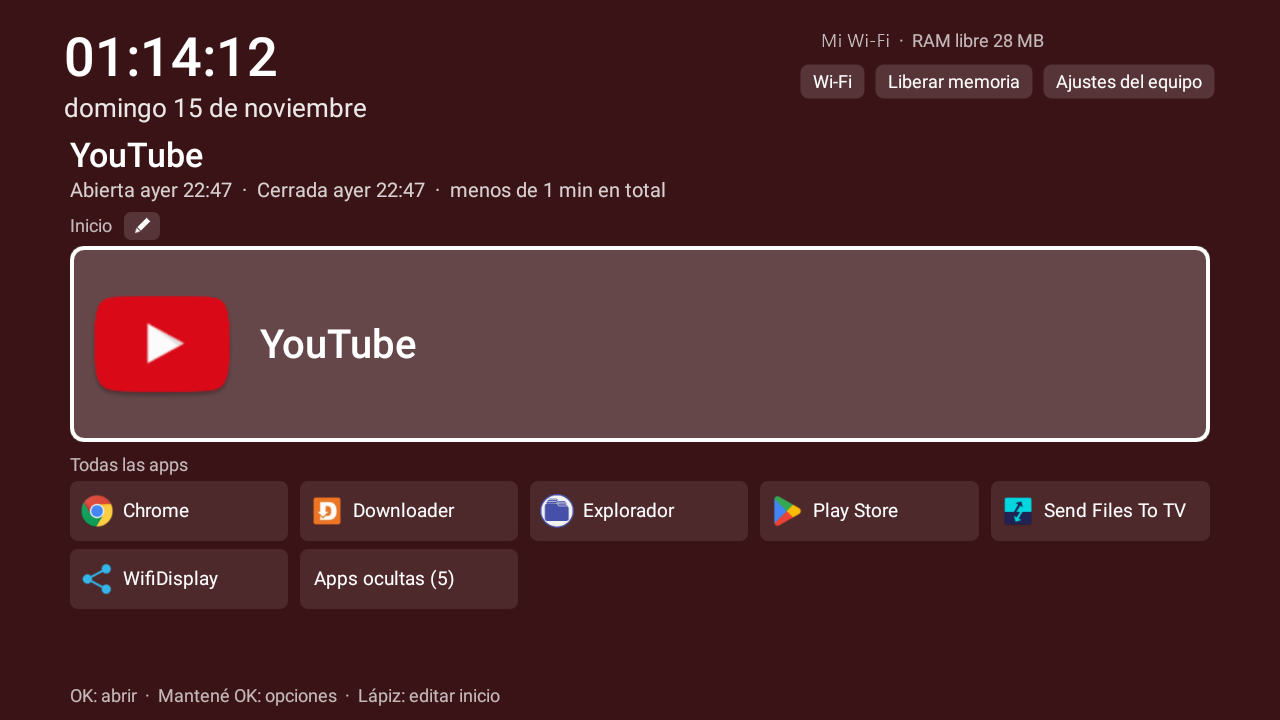 01:14:12
domingo 15 de noviembre
Mi Wi-Fi · RAM libre 28 MB
Wi-Fi
Liberar memoria
Ajustes del equipo
YouTube
Abierta ayer 22:47 · Cerrada ayer 22:47 · menos de 1 min en total
Inicio
YouTube
Todas las apps
Chrome
Downloader
Explorador
Play Store
Send Files To TV
WifiDisplay
Apps ocultas (5)
OK: abrir · Mantené OK: opciones · Lápiz: editar inicio